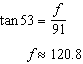 tan 53 = f/91
f ≈ 120.8